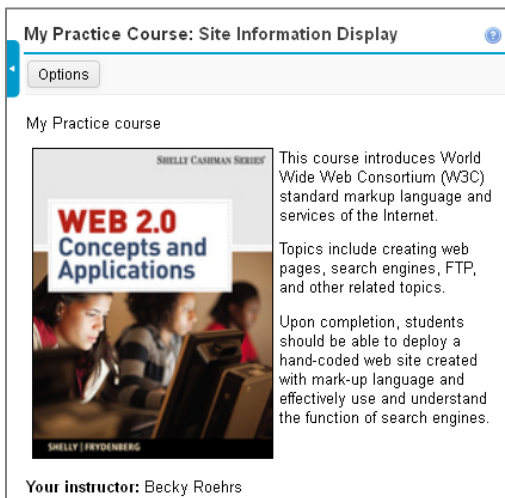 My Practice Course: Site Information Display
?
Options
My Practice course
SHELLY CASHMAN SERIES®
WEB 2.0
Concepts and
Applications
SHELLY | FRYDENBERG
This course introduces World
Wide Web Consortium (W3C)
standard markup language and
services of the Internet.
Topics include creating web
pages, search engines, FTP,
and other related topics.
Upon completion, students
should be able to deploy a
hand-coded web site created
with mark-up language and
effectively use and understand
the function of search engines.
Your instructor: Becky Roehrs